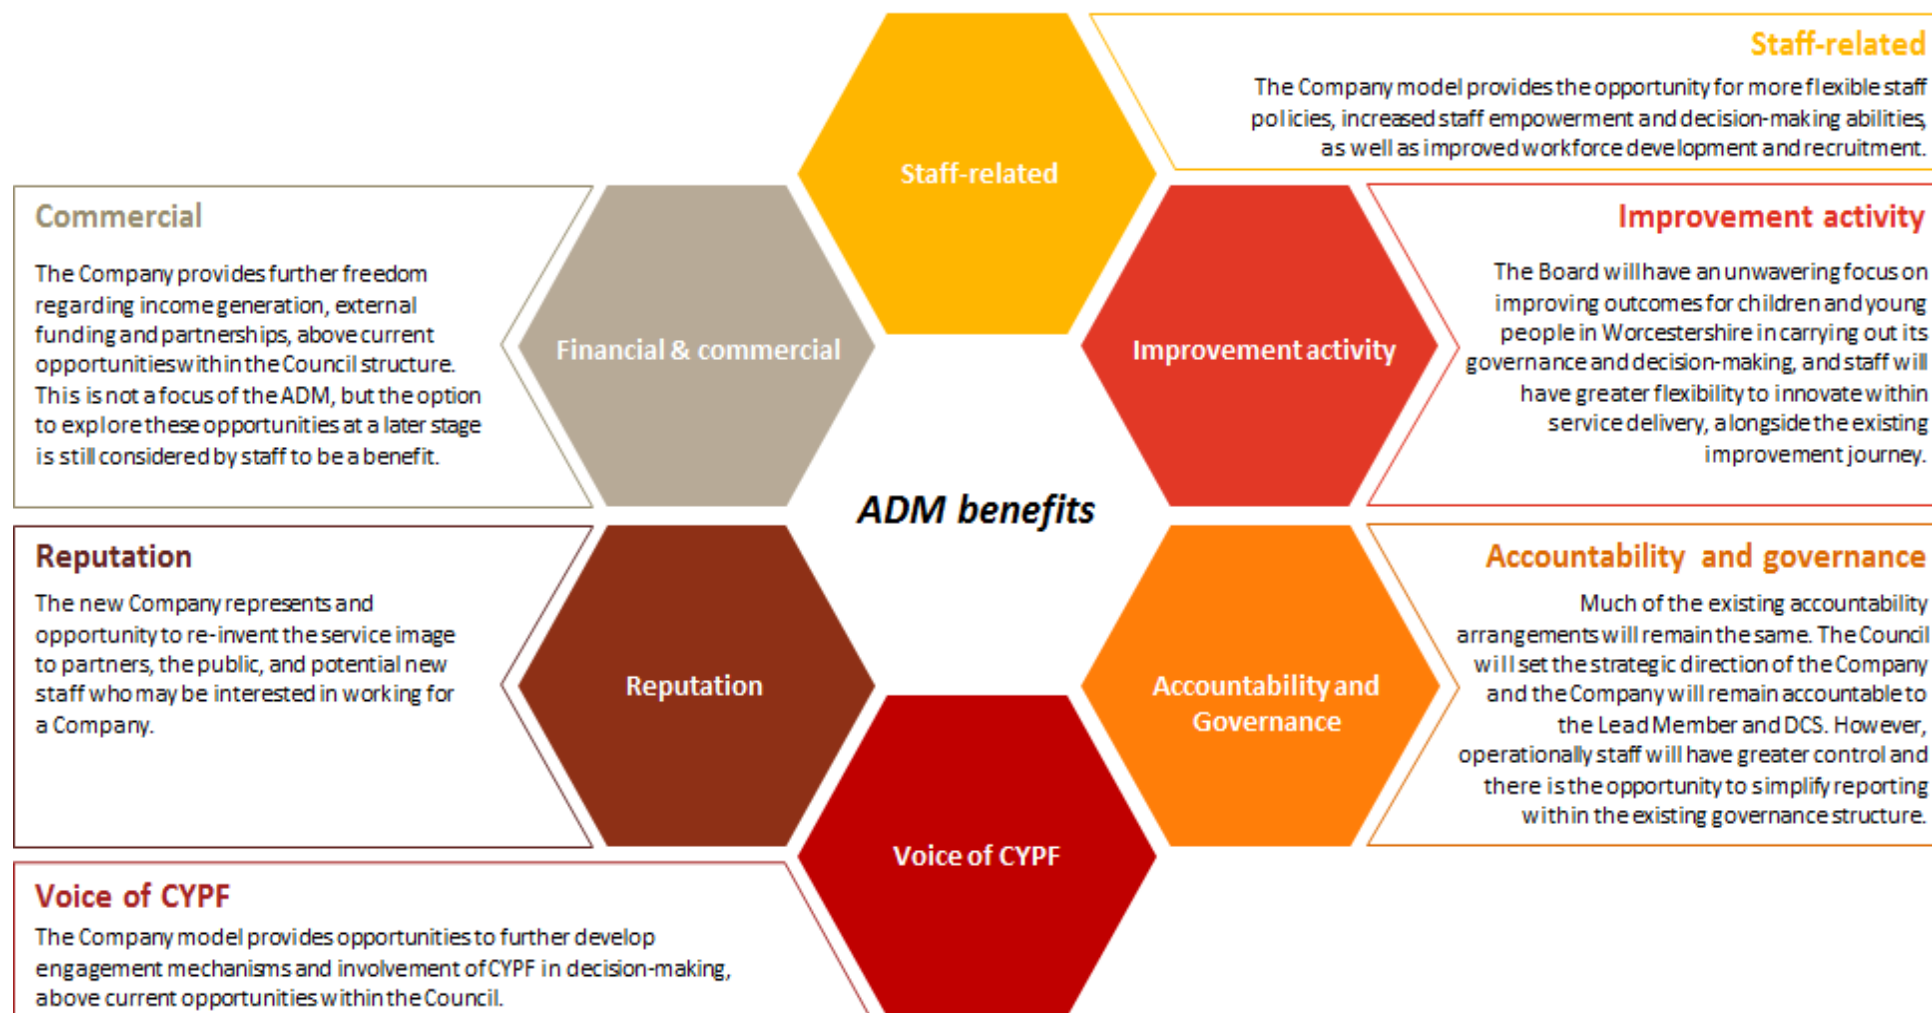 Staff-related
The Company model provides the opportunity for more flexible staff
policies, increased staff empowerment and decision-making abilities,
as well as improved workforce development and recruitment.
Staff-related
Commercial
The Company provides further freedom
regarding income generation, external
funding and partnerships, above current
opportunities within the Council structure.
This is not a focus of the ADM, but the option
to explore these opportunities at a later stage
is still considered by staff to be a benefit.
Financial & commercial
Improvement activity
Improvement activity
The Board will have an unwavering focus on
improving outcomes for children and young
people in Worcestershire in carrying out its
governance and decision-making, and staff will
have greater flexibility to innovate within
service delivery, alongside the existing
improvement journey.
ADM benefits
Reputation
The new Company represents and
opportunity to re-invent the service image
to partners, the public, and potential new
staff who may be interested in working for
a Company.
Reputation
Accountability and
Governance
Accountability and governance
Much of the existing accountability
arrangements will remain the same. The Council
will set the strategic direction of the Company
and the Company will remain accountable to
the Lead Member and DCS. However,
operationally staff will have greater control and
there is the opportunity to simplify reporting
within the existing governance structure.
Voice of CYPF
Voice of CYPF
The Company model provides opportunities to further develop
engagement mechanisms and involvement of CYPF in decision-making,
above current opportunities within the Council.